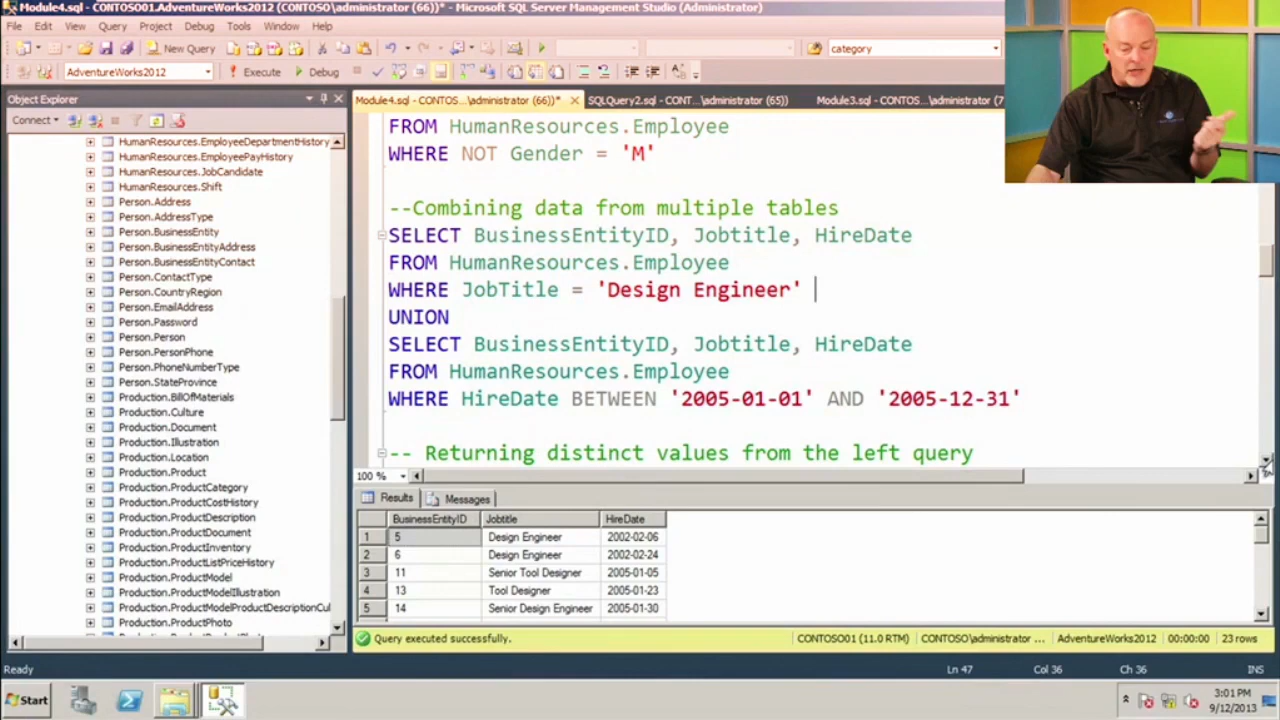 Module4.sql - CONTOSO01.AdventureWorks2012 (CONTOSO\administrator (66))* - Microsoft SQL Server Management Studio (Administrator)
File Edit View Query Project Debug Tools Window Help
New Query category
AdventureWorks2012 Execute Debug
Object Explorer
Connect
HumanResources.EmployeeDepartmentHistory
HumanResources.EmployeePayHistory
HumanResources.JobCandidate
HumanResources.Shift
Person.Address
Person.AddressType
Person.BusinessEntity
Person.BusinessEntityAddress
Person.BusinessEntityContact
Person.ContactType
Person.CountryRegion
Person.EmailAddress
Person.Password
Person.Person
Person.PersonPhone
Person.PhoneNumberType
Person.StateProvince
Production.BillOfMaterials
Production.Culture
Production.Document
Production.Illustration
Production.Location
Production.Product
Production.ProductCategory
Production.ProductCostHistory
Production.ProductDescription
Production.ProductDocument
Production.ProductInventory
Production.ProductListPriceHistory
Production.ProductModel
Production.ProductModelIllustration
Production.ProductModelProductDescriptionCul
Production.ProductPhoto
Module4.sql - CONTOS...\administrator (66))* SQLQuery2.sql - CONT...\administrator (65)) Module3.sql - CONTOS...\administrator (7
FROM HumanResources.Employee
WHERE NOT Gender = 'M'
--Combining data from multiple tables
SELECT BusinessEntityID, Jobtitle, HireDate
FROM HumanResources.Employee
WHERE JobTitle = 'Design Engineer'
UNION
SELECT BusinessEntityID, Jobtitle, HireDate
FROM HumanResources.Employee
WHERE HireDate BETWEEN '2005-01-01' AND '2005-12-31'
-- Returning distinct values from the left query
100 %
Results Messages
BusinessEntityID Jobtitle HireDate
1 5 Design Engineer 2002-02-06
2 6 Design Engineer 2002-02-24
3 11 Senior Tool Designer 2005-01-05
4 13 Tool Designer 2005-01-23
5 14 Senior Design Engineer 2005-01-30
Query executed successfully. CONTOSO01 (11.0 RTM) CONTOSO\administrator ... AdventureWorks2012 00:00:00 23 rows
Ready Ln 47 Col 36 Ch 36 INS
Start 3:01 PM
9/12/2013